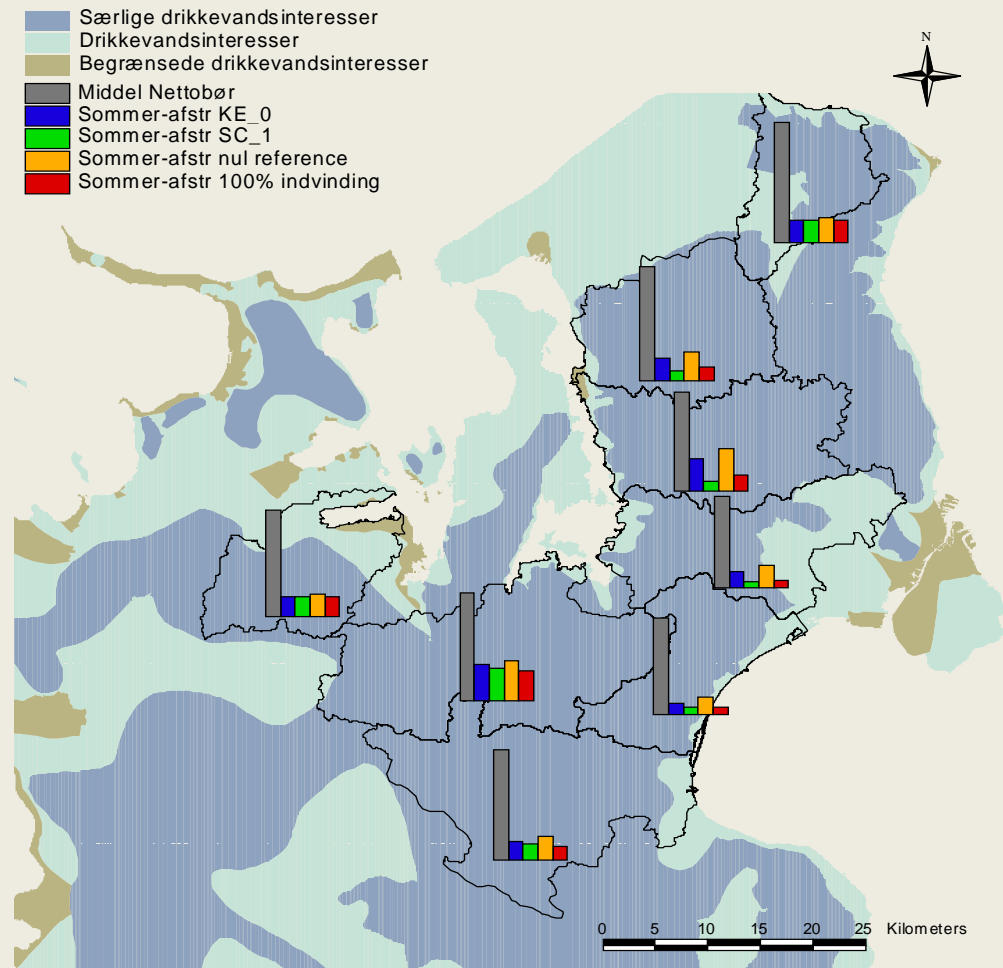 Særlige drikkevandsinteresser
Drikkevandsinteresser
Begrænsede drikkevandsinteresser
Middel Nettobør
Sommer-afstr KE_0
Sommer-afstr SC_1
Sommer-afstr nul reference
Sommer-afstr 100% indvinding
N
0 5 10 15 20 25 Kilometers